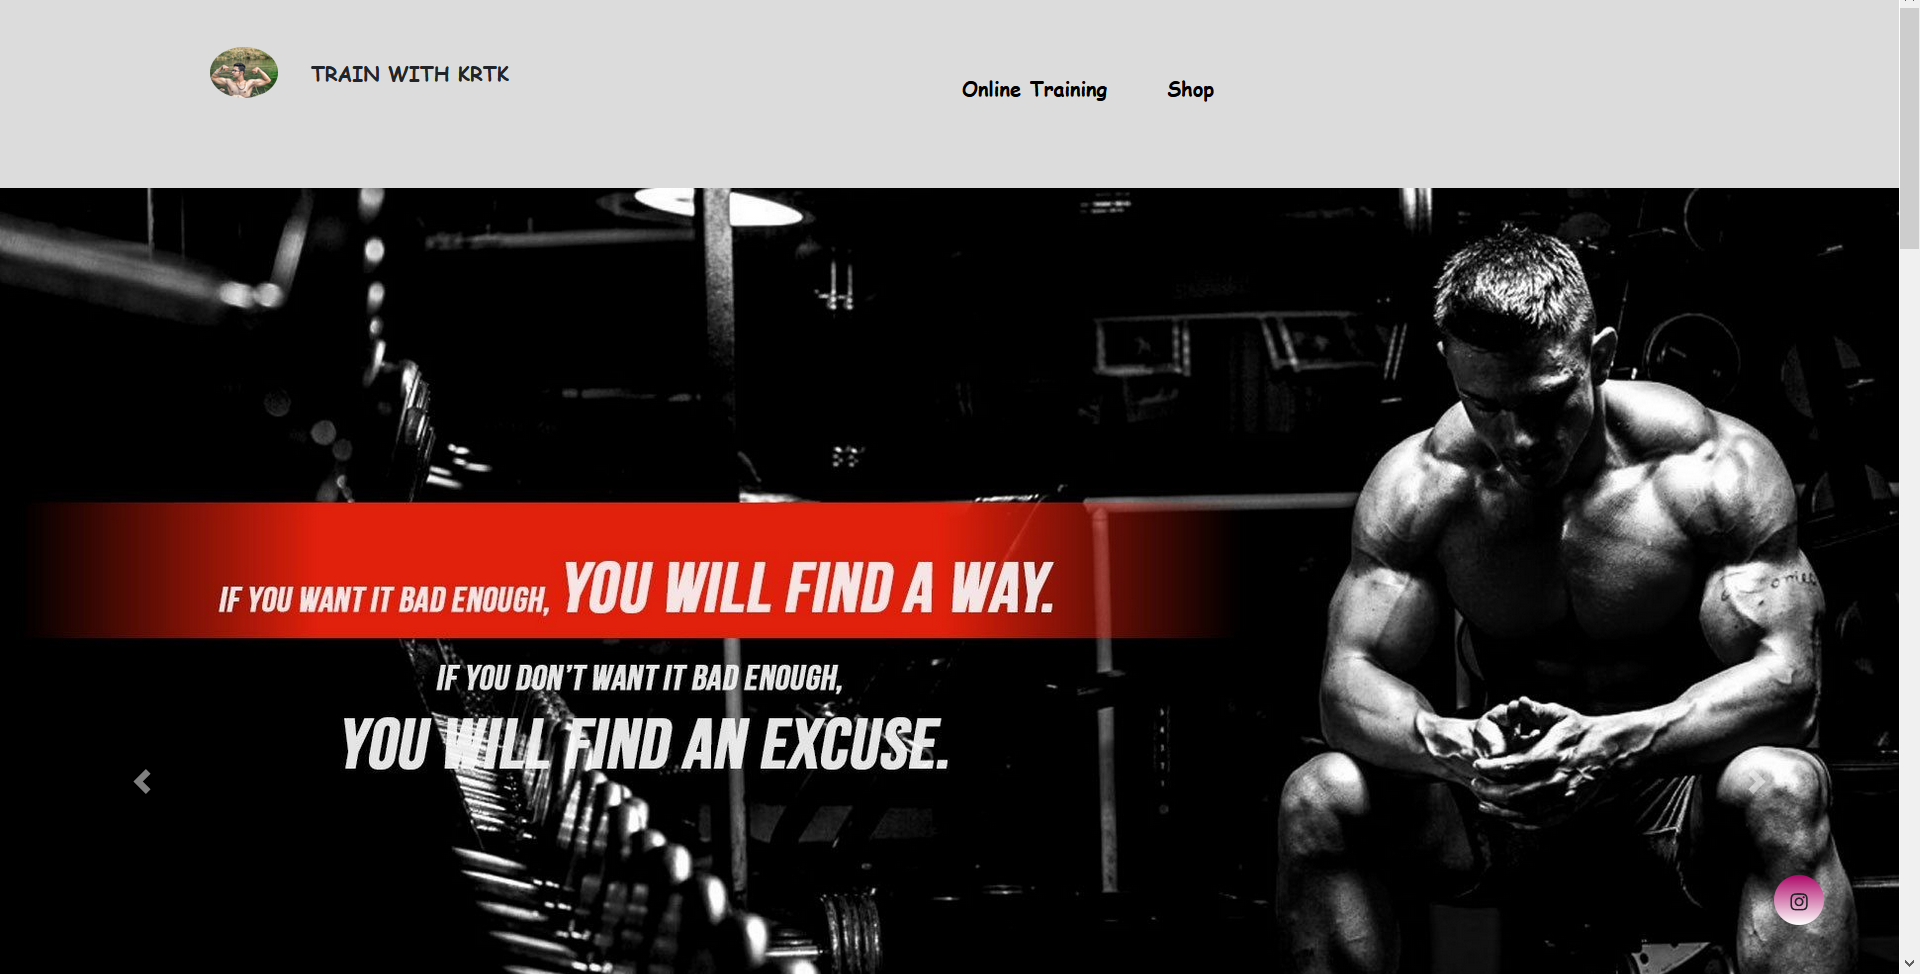 TRAIN WITH KRTK
Online Training
Shop
IF YOU WANT IT BAD ENOUGH, YOU WILL FIND A WAY.
IF YOU DON'T WANT IT BAD ENOUGH,
YOU WILL FIND AN EXCUSE.